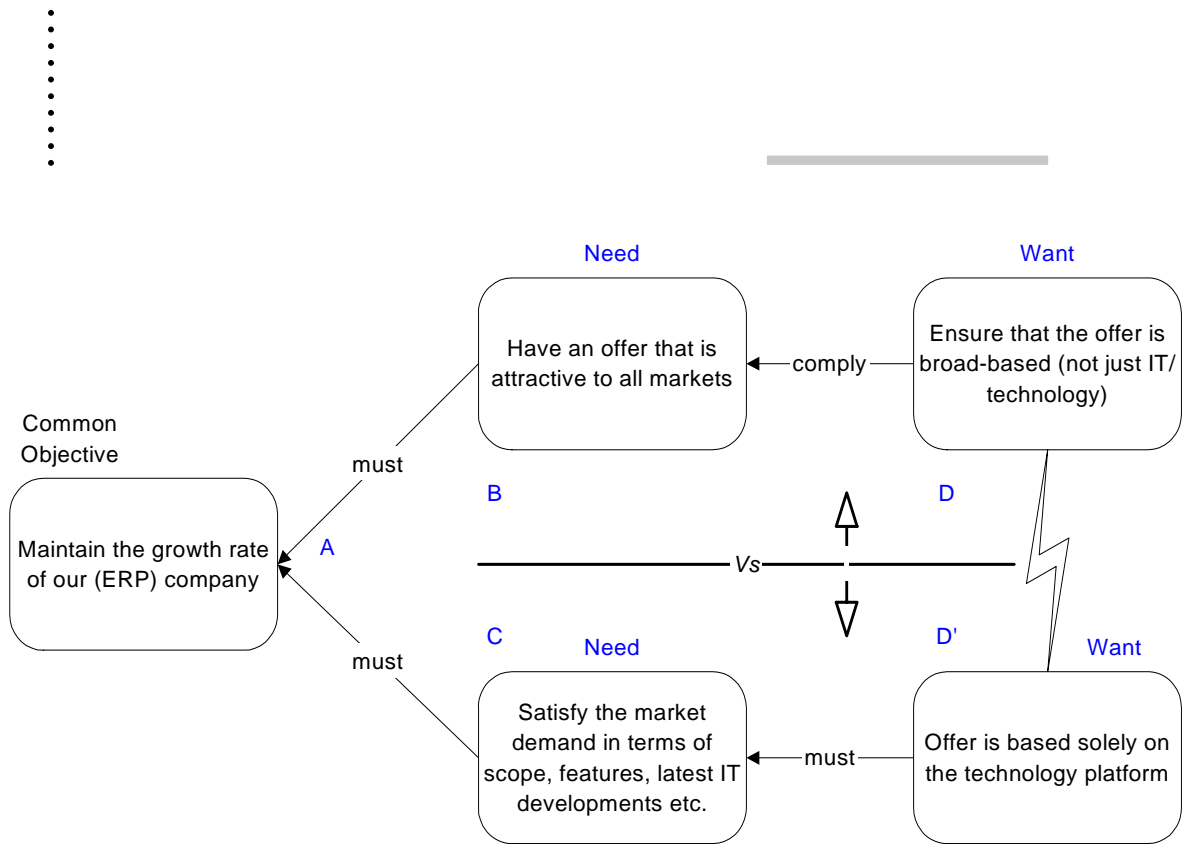 Need
Want
Have an offer that is
attractive to all markets
comply
Ensure that the offer is
broad-based (not just IT/
technology)
Common
Objective
must
B
D
Maintain the growth rate
of our (ERP) company
A
Vs
C
Need
D'
Want
must
Satisfy the market
demand in terms of
scope, features, latest IT
developments etc.
must
Offer is based solely on
the technology platform